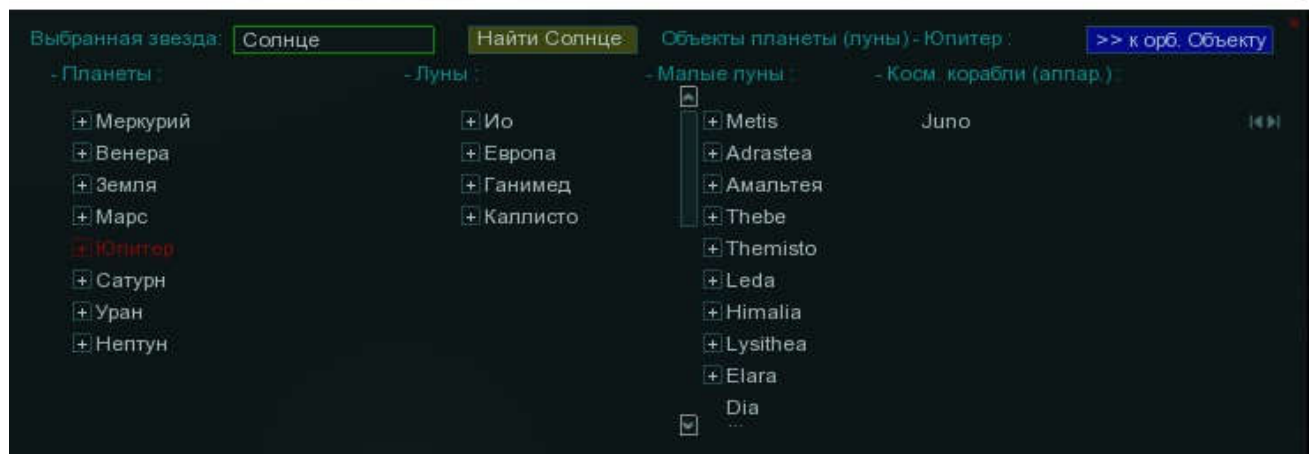 Выбранная звезда: Солнце Найти Солнце Объекты планеты (луны) - Юпитер : >> к орб. Объекту
- Планеты : - Луны : - Малые луны : - Косм. корабли (аппар.) :
+ Меркурий + Ио + Metis Juno
+ Венера + Европа + Adrastea
+ Земля + Ганимед + Амальтея
+ Марс + Каллисто + Thebe
+ Юпитер + Themisto
+ Сатурн + Leda
+ Уран + Himalia
+ Нептун + Lysithea
+ Elara
Dia
...